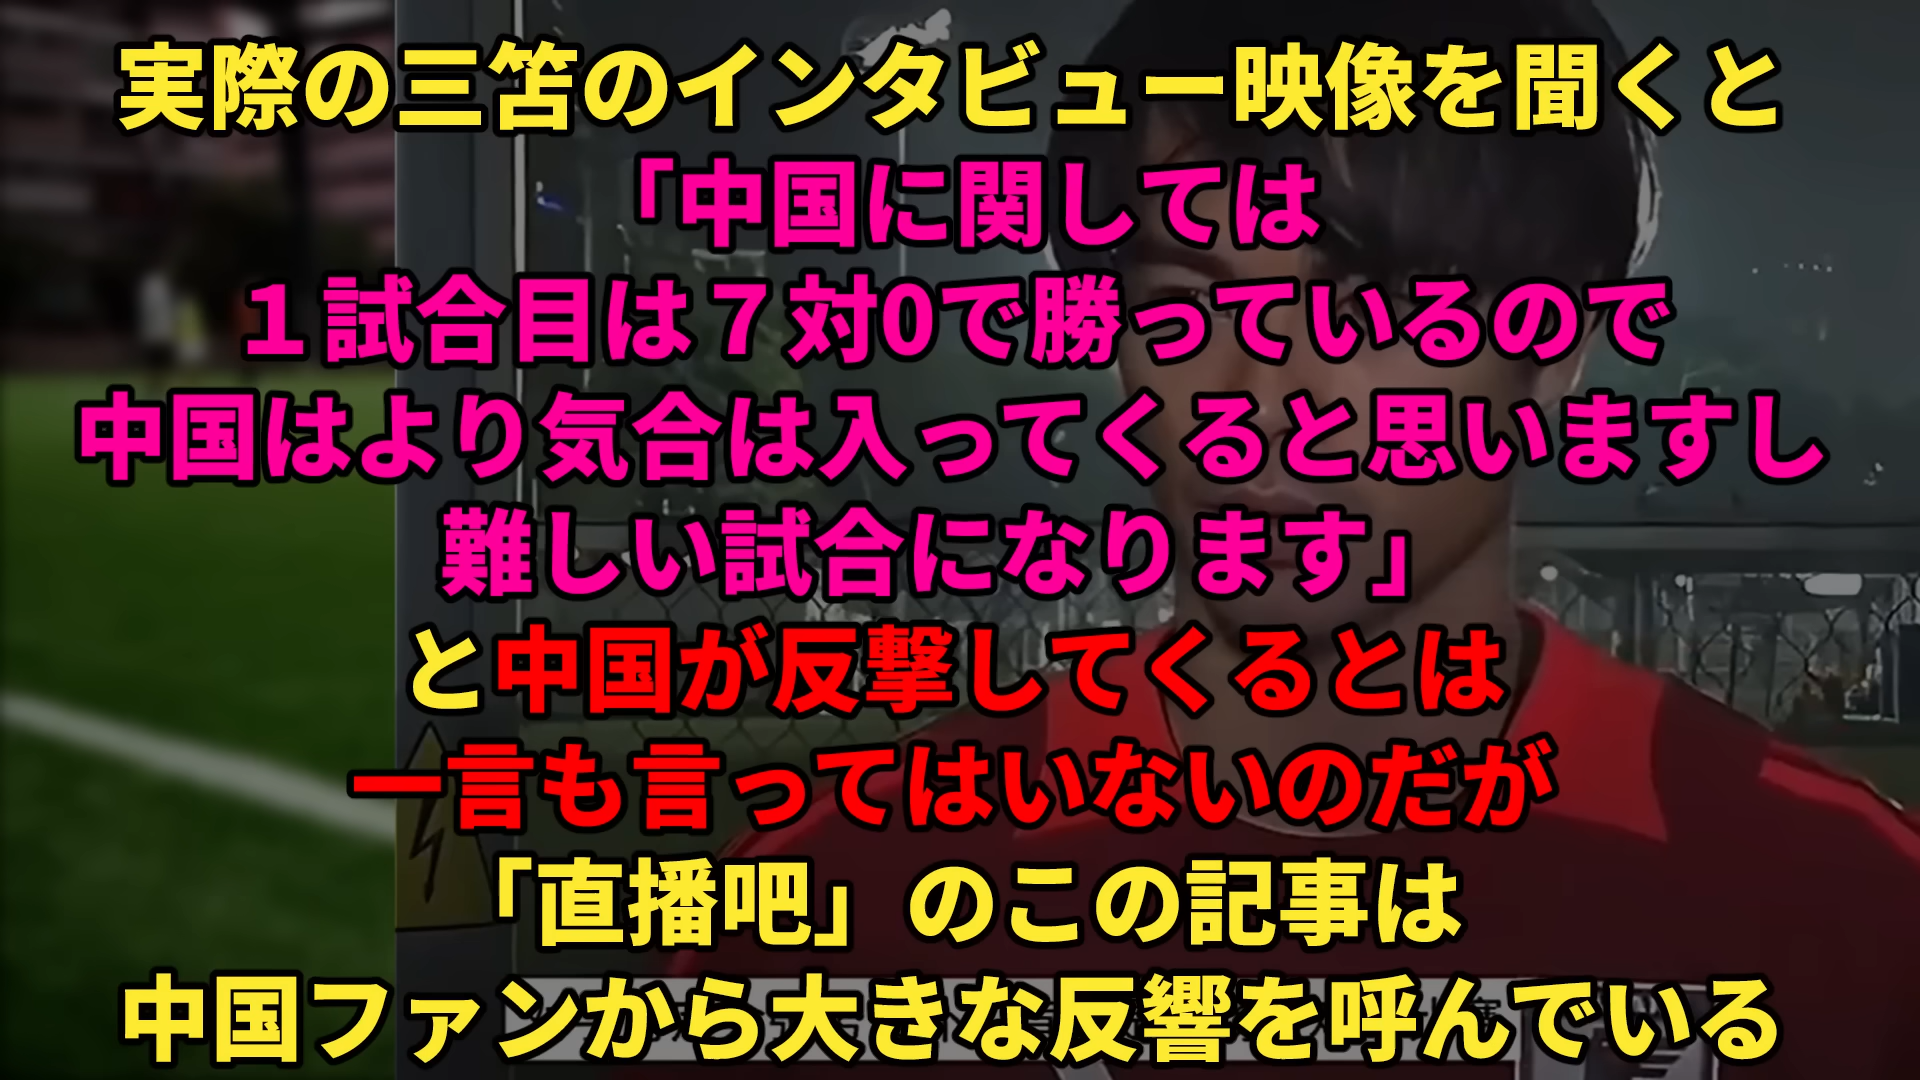 実際の三笘のインタビュー映像を聞くと
「中国に関しては
１試合目は７対0で勝っているので
中国はより気合は入ってくると思いますし
難しい試合になります」
と中国が反撃してくるとは
一言も言ってはいないのだが
「直播吧」のこの記事は
中国ファンから大きな反響を呼んでいる